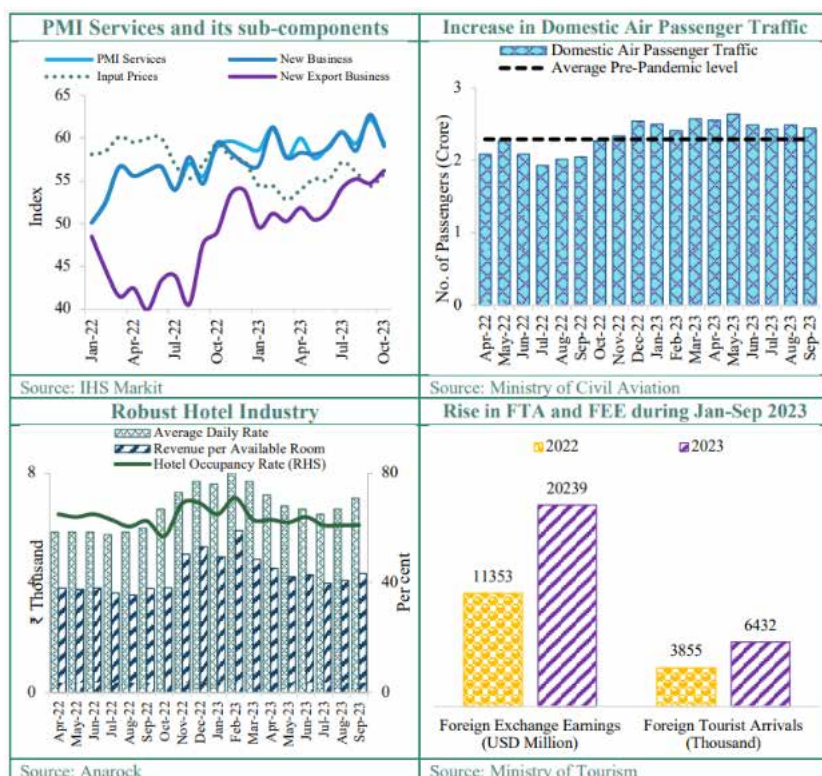 PMI Services and its sub-components
PMI Services
New Business
Input Prices
New Export Business
65
60
55
50
45
40
Index
Jan-22
Apr-22
Jul-22
Oct-22
Jan-23
Apr-23
Jul-23
Oct-23
Source: IHS Markit
Increase in Domestic Air Passenger Traffic
Domestic Air Passenger Traffic
Average Pre-Pandemic level
3
2
1
0
No. of Passengers (Crore)
Apr-22
May-22
Jun-22
Jul-22
Aug-22
Sep-22
Oct-22
Nov-22
Dec-22
Jan-23
Feb-23
Mar-23
Apr-23
May-23
Jun-23
Jul-23
Aug-23
Sep-23
Source: Ministry of Civil Aviation
Robust Hotel Industry
Average Daily Rate
Revenue per Available Room
Hotel Occupancy Rate (RHS)
8
4
0
₹ Thousand
80
40
0
Per cent
Apr-22
May-22
Jun-22
Jul-22
Aug-22
Sep-22
Oct-22
Nov-22
Dec-22
Jan-23
Feb-23
Mar-23
Apr-23
May-23
Jun-23
Jul-23
Aug-23
Sep-23
Source: Anarock
Rise in FTA and FEE during Jan-Sep 2023
2022
2023
11353
20239
3855
6432
Foreign Exchange Earnings
(USD Million)
Foreign Tourist Arrivals
(Thousand)
Source: Ministry of Tourism